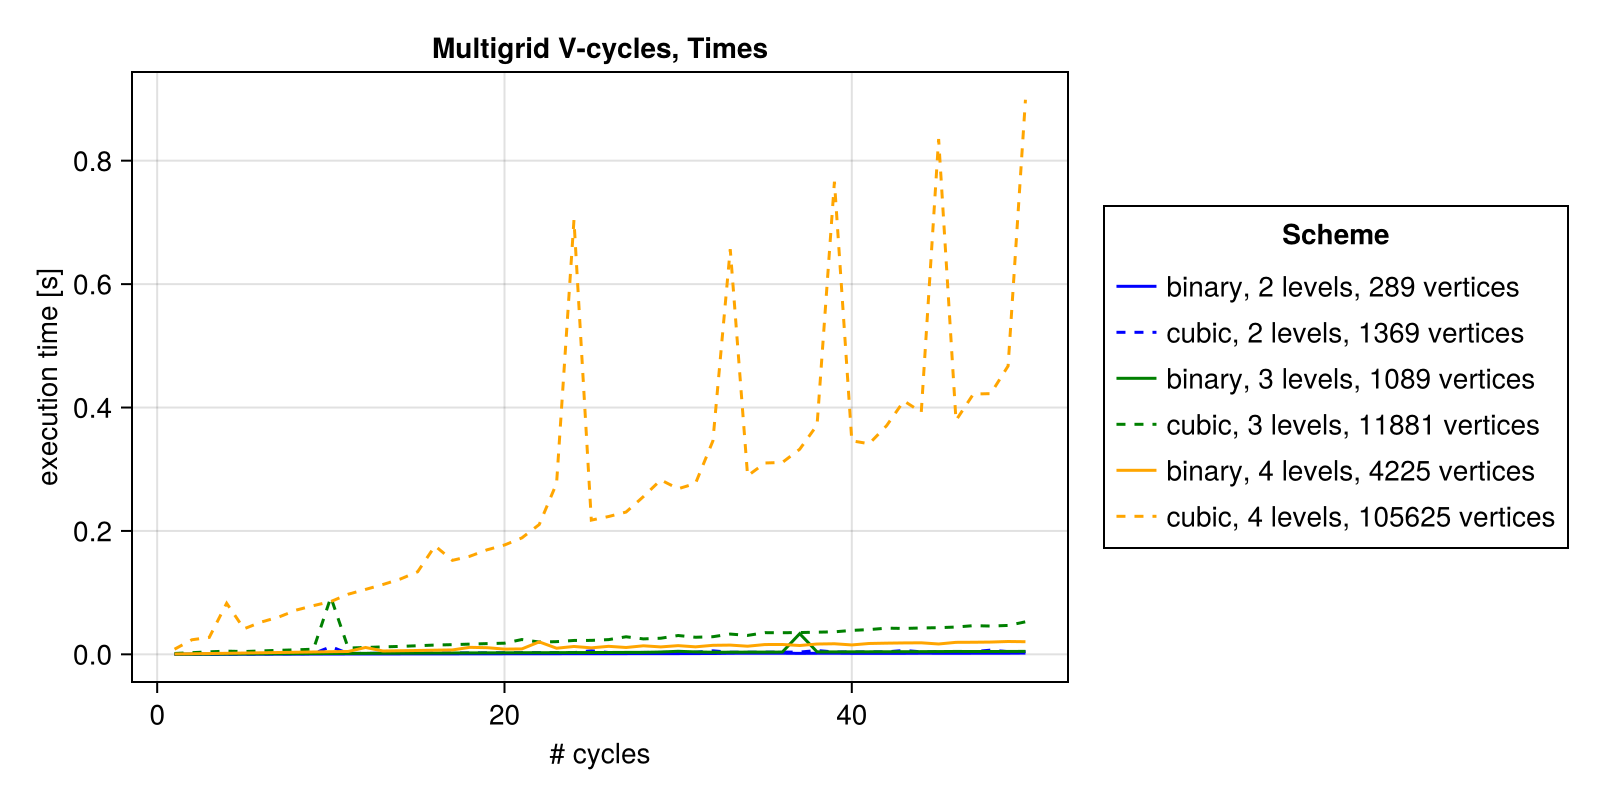 Multigrid V-cycles, Times
execution time [s]
0.8
0.6
0.4
0.2
0.0
0
20
40
# cycles
Scheme
binary, 2 levels, 289 vertices
cubic, 2 levels, 1369 vertices
binary, 3 levels, 1089 vertices
cubic, 3 levels, 11881 vertices
binary, 4 levels, 4225 vertices
cubic, 4 levels, 105625 vertices